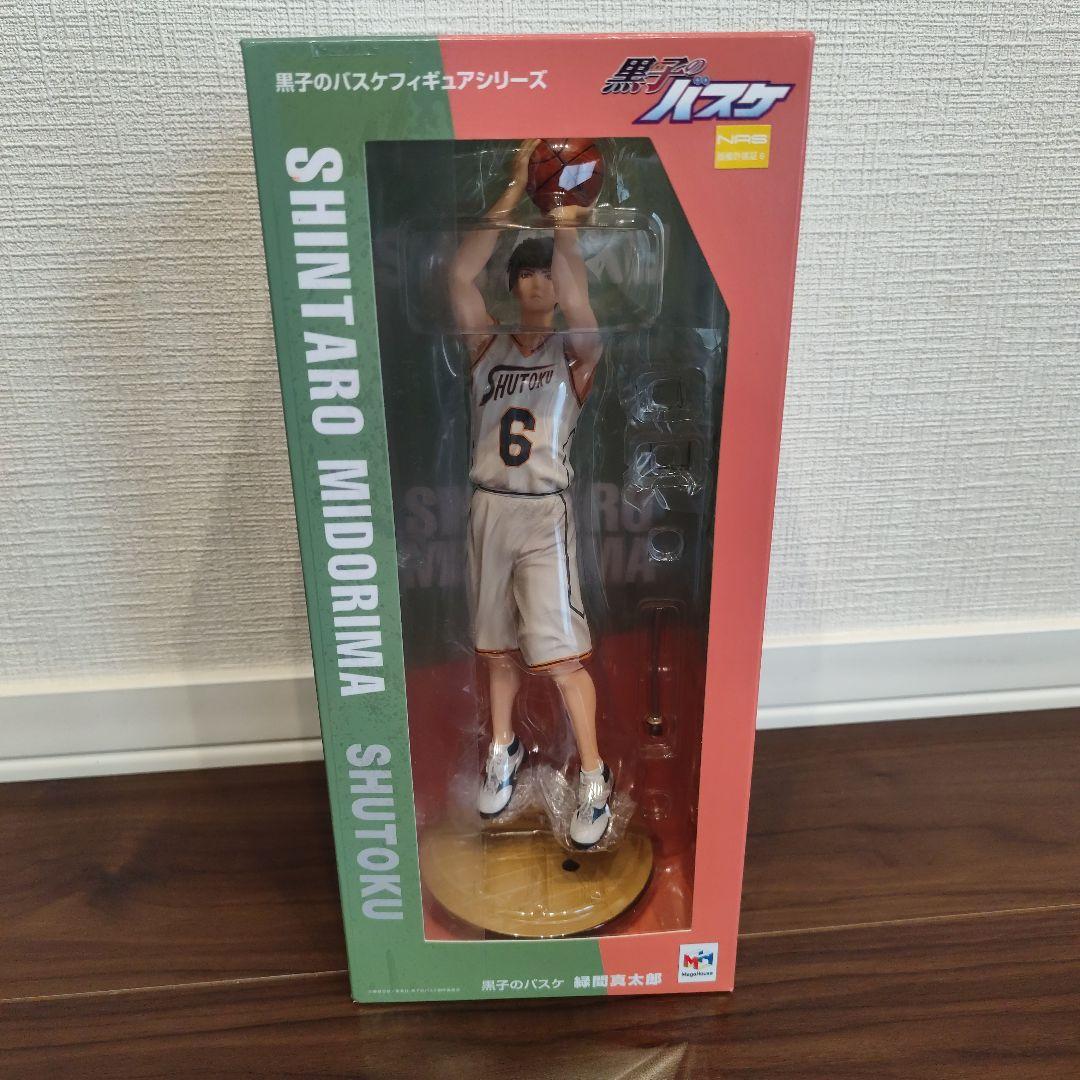 黒子のバスケフィギュアシリーズ
黒子の
バスケ
NAS
SHINTARO MIDORIMA SHUTOKU
SHUTOKU
6
黒子のバスケ 緑間真太郎
MegaHouse